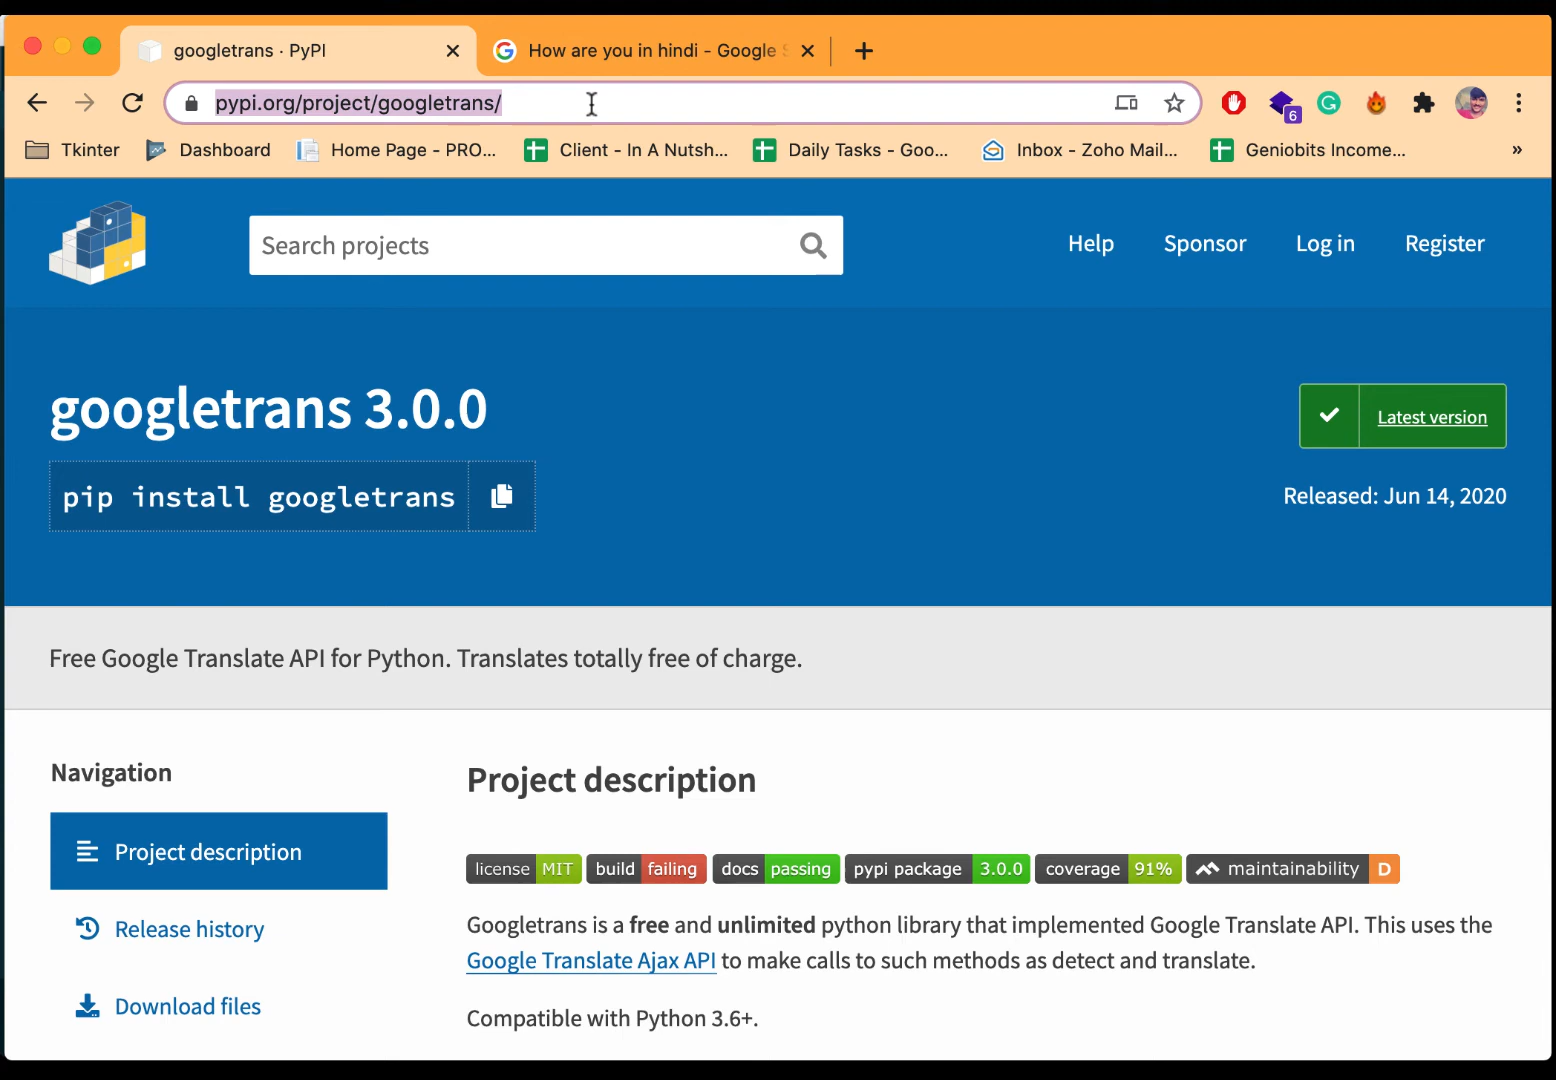 googletrans · PyPI
How are you in hindi - Google S
pypi.org/project/googletrans/
6
Tkinter
Dashboard
Home Page - PRO...
Client - In A Nutsh...
Daily Tasks - Goo...
Inbox - Zoho Mail...
Geniobits Income...
»
Search projects
Help
Sponsor
Log in
Register
googletrans 3.0.0
Latest version
pip install googletrans
Released: Jun 14, 2020
Free Google Translate API for Python. Translates totally free of charge.
Navigation
Project description
Project description
license MIT build failing docs passing pypi package 3.0.0 coverage 91% maintainability D
Release history
Googletrans is a free and unlimited python library that implemented Google Translate API. This uses the
Google Translate Ajax API to make calls to such methods as detect and translate.
Download files
Compatible with Python 3.6+.